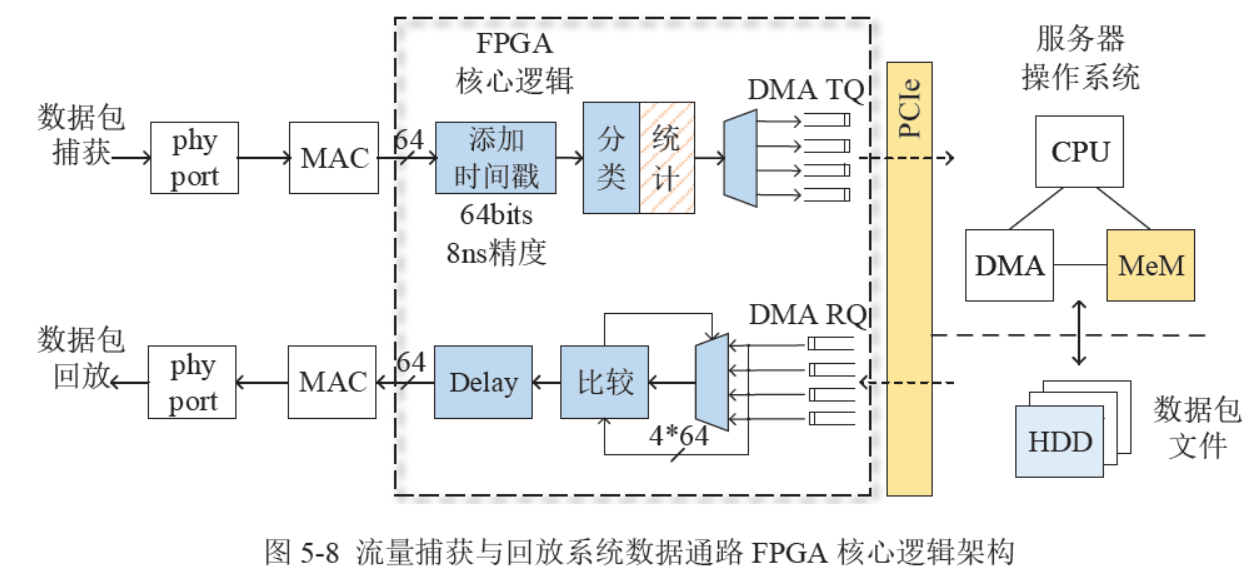 FPGA
核心逻辑
服务器
操作系统
数据包
捕获
phy
port
MAC
64
添加
时间戳
64bits
8ns精度
分类
统计
DMA TQ
PCIe
CPU
DMA
MeM
数据包
回放
phy
port
MAC
64
Delay
比较
4*64
DMA RQ
HDD
数据包
文件
图 5-8 流量捕获与回放系统数据通路 FPGA 核心逻辑架构